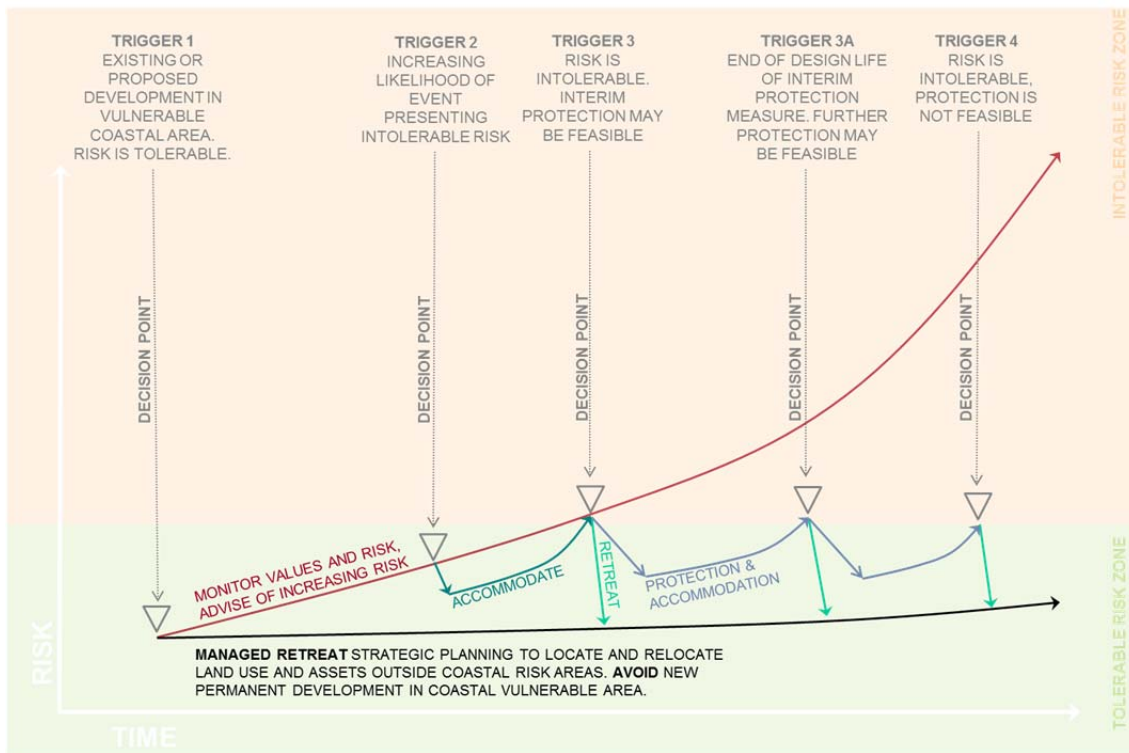 TRIGGER 1
EXISTING OR
PROPOSED
DEVELOPMENT IN
VULNERABLE
COASTAL AREA.
RISK IS TOLERABLE.
TRIGGER 2
INCREASING
LIKELIHOOD OF
EVENT
PRESENTING
INTOLERABLE RISK
TRIGGER 3
RISK IS
INTOLERABLE.
INTERIM
PROTECTION MAY
BE FEASIBLE
TRIGGER 3A
END OF DESIGN LIFE
OF INTERIM
PROTECTION
MEASURE. FURTHER
PROTECTION MAY
BE FEASIBLE
TRIGGER 4
RISK IS
INTOLERABLE,
PROTECTION IS
NOT FEASIBLE
INTOLERABLE RISK ZONE
DECISION POINT
DECISION POINT
DECISION POINT
DECISION POINT
DECISION POINT
MONITOR VALUES AND RISK,
ADVISE OF INCREASING RISK
ACCOMMODATE
RETREAT
PROTECTION &
ACCOMMODATION
TOLERABLE RISK ZONE
MANAGED RETREAT STRATEGIC PLANNING TO LOCATE AND RELOCATE
LAND USE AND ASSETS OUTSIDE COASTAL RISK AREAS. AVOID NEW
PERMANENT DEVELOPMENT IN COASTAL VULNERABLE AREA.
RISK
TIME